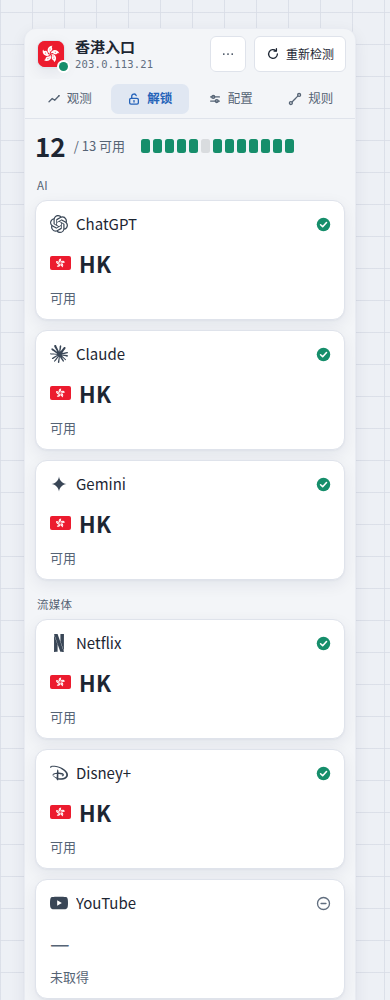 香港入口
203.0.113.21
···
重新检测
观测
解锁
配置
规则
12 / 13 可用
AI
ChatGPT
HK
可用
Claude
HK
可用
Gemini
HK
可用
流媒体
Netflix
HK
可用
Disney+
HK
可用
YouTube
—
未取得